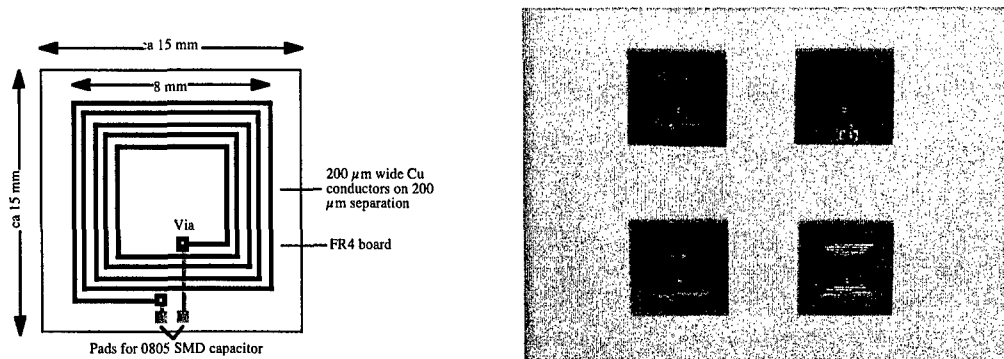 ca 15 mm
8 mm
ca 15 mm
200 μm wide Cu
conductors on 200
μm separation
Via
FR4 board
Pads for 0805 SMD capacitor